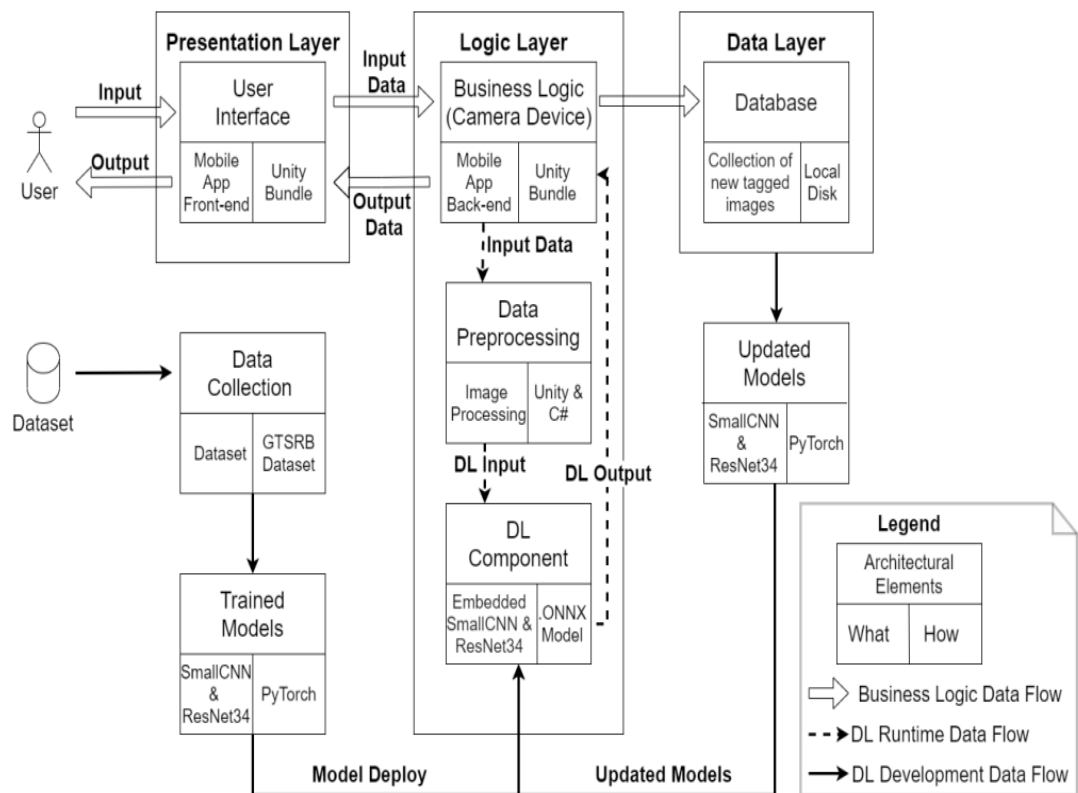 Presentation Layer
Logic Layer
Data Layer
Input
Output
User
User
Interface
Mobile
App
Front-end
Unity
Bundle
Input
Data
Output
Data
Business Logic
(Camera Device)
Mobile
App
Back-end
Unity
Bundle
Database
Collection of
new tagged
images
Local
Disk
Input Data
Data
Preprocessing
Image
Processing
Unity &
C#
DL Input
DL Output
DL
Component
Embedded
SmallCNN &
ResNet34
.ONNX
Model
Dataset
Data
Collection
Dataset
GTSRB
Dataset
Trained
Models
SmallCNN
&
ResNet34
PyTorch
Updated
Models
SmallCNN
&
ResNet34
PyTorch
Model Deploy
Updated Models
Legend
Architectural
Elements
What
How
Business Logic Data Flow
DL Runtime Data Flow
DL Development Data Flow